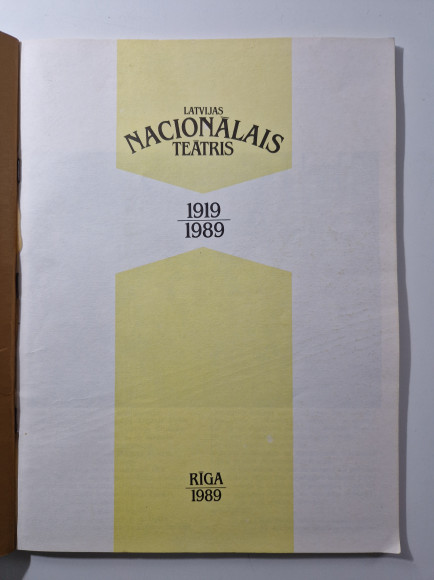 LATVIJAS
NACIONĀLAIS
TEĀTRIS
1919
1989
RĪGA
1989